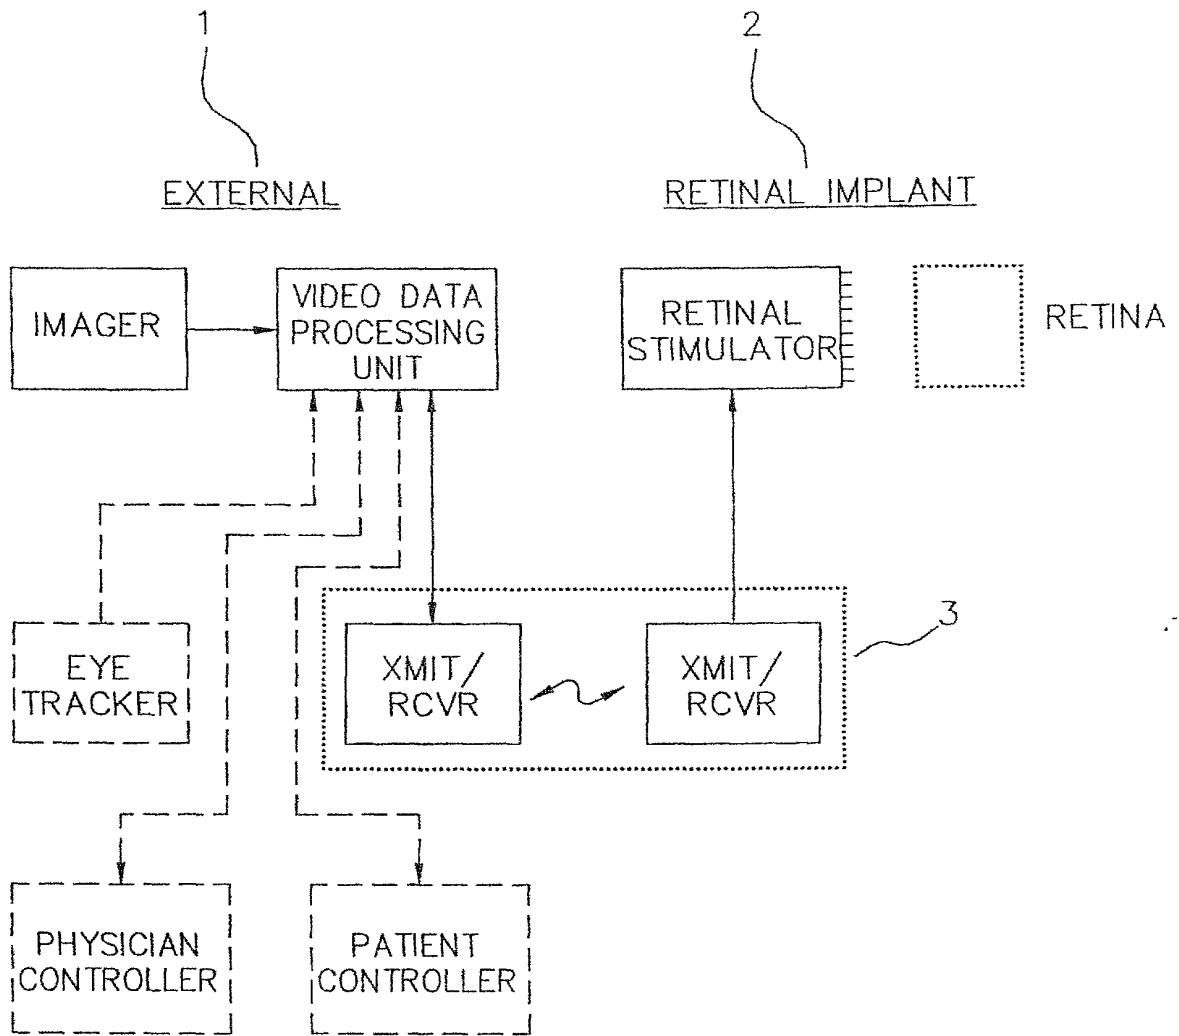 1
2
EXTERNAL
RETINAL IMPLANT
IMAGER
VIDEO DATA
PROCESSING
UNIT
RETINAL
STIMULATOR
RETINA
3
EYE
TRACKER
XMIT/
RCVR
XMIT/
RCVR
PHYSICIAN
CONTROLLER
PATIENT
CONTROLLER